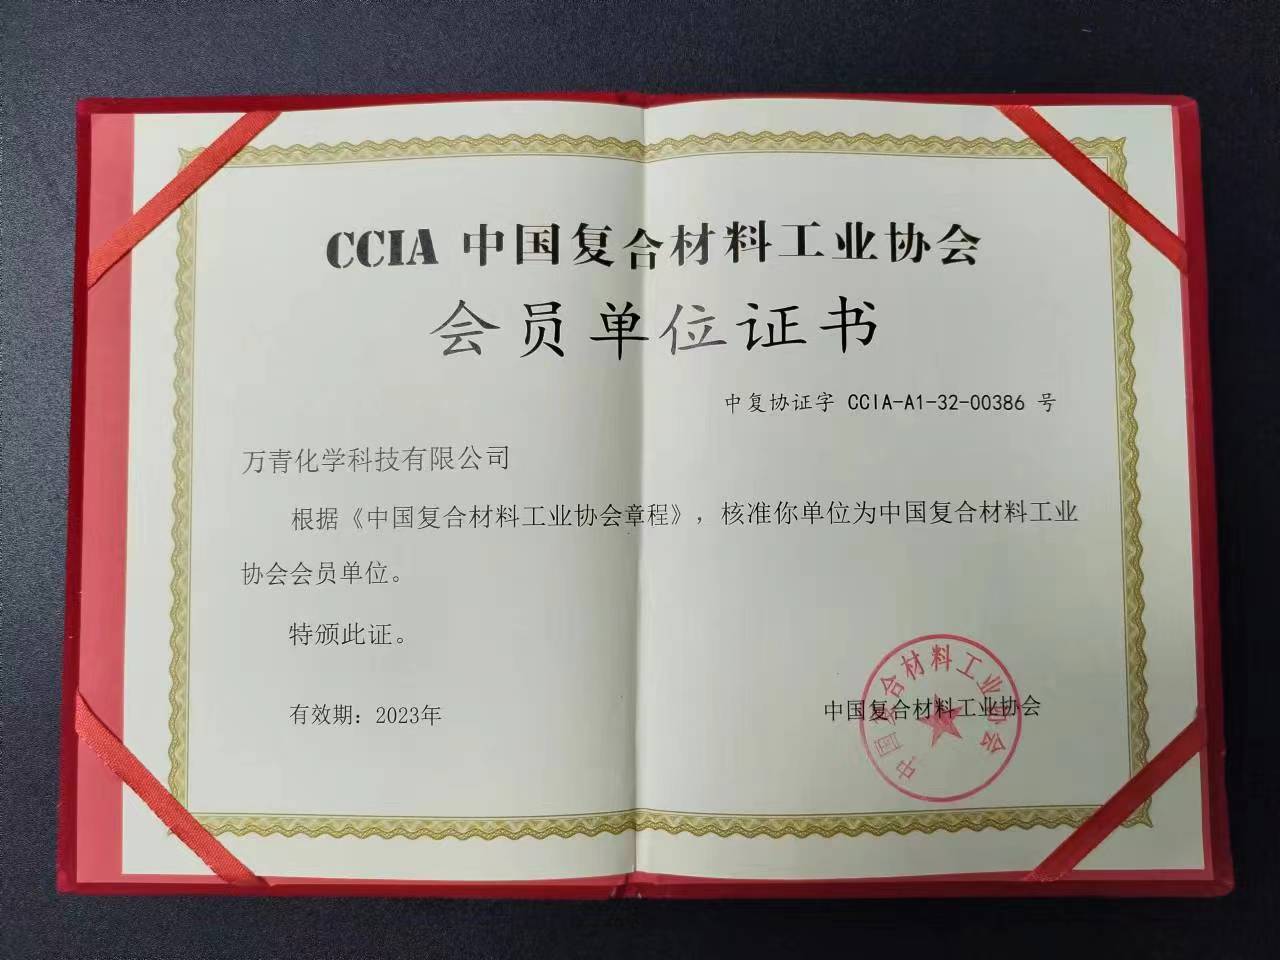 CCIA 中国复合材料工业协会
会员单位证书
中复协证字 CCIA-A1-32-00386 号
万青化学科技有限公司
根据《中国复合材料工业协会章程》，核准你单位为中国复合材料工业
协会会员单位。
特颁此证。
有效期：2023年
中国复合材料工业协会
中国复合材料工业协会